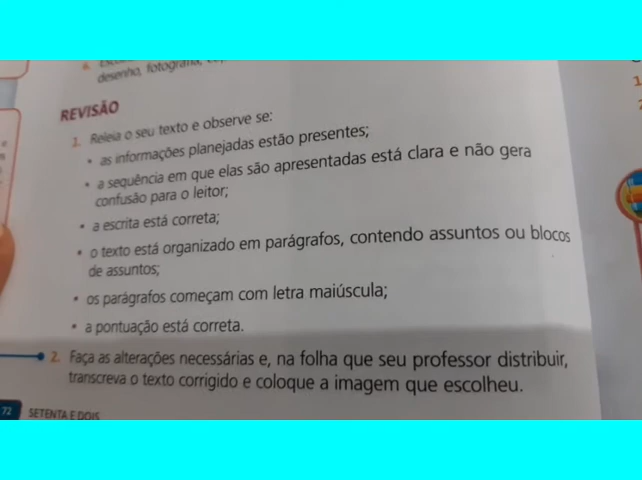 desenho, fotografia,
REVISÃO
1. Releia o seu texto e observe se:
• as informações planejadas estão presentes;
• a sequência em que elas são apresentadas está clara e não gera
confusão para o leitor;
• a escrita está correta;
• o texto está organizado em parágrafos, contendo assuntos ou blocos
de assuntos;
• os parágrafos começam com letra maiúscula;
• a pontuação está correta.
2. Faça as alterações necessárias e, na folha que seu professor distribuir,
transcreva o texto corrigido e coloque a imagem que escolheu.
72 SETENTA E DOIS